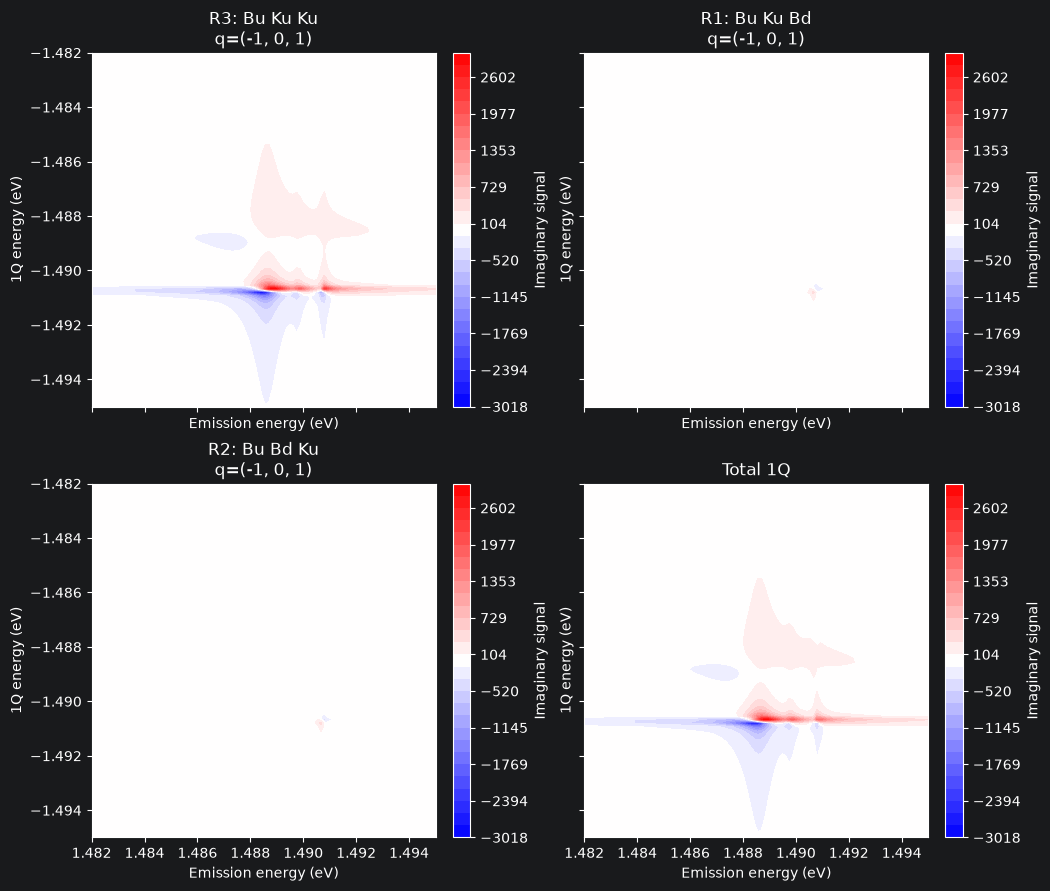 R3: Bu Ku Ku
q=(-1, 0, 1)
−1.482
−1.484
−1.486
−1.488
−1.490
−1.492
−1.494
1Q energy (eV)
Emission energy (eV)
2602
1977
1353
729
104
−520
−1145
−1769
−2394
−3018
Imaginary signal
R1: Bu Ku Bd
q=(-1, 0, 1)
1Q energy (eV)
Emission energy (eV)
2602
1977
1353
729
104
−520
−1145
−1769
−2394
−3018
Imaginary signal
R2: Bu Bd Ku
q=(-1, 0, 1)
−1.482
−1.484
−1.486
−1.488
−1.490
−1.492
−1.494
1Q energy (eV)
1.482 1.484 1.486 1.488 1.490 1.492 1.494
Emission energy (eV)
2602
1977
1353
729
104
−520
−1145
−1769
−2394
−3018
Imaginary signal
Total 1Q
1Q energy (eV)
1.482 1.484 1.486 1.488 1.490 1.492 1.494
Emission energy (eV)
2602
1977
1353
729
104
−520
−1145
−1769
−2394
−3018
Imaginary signal